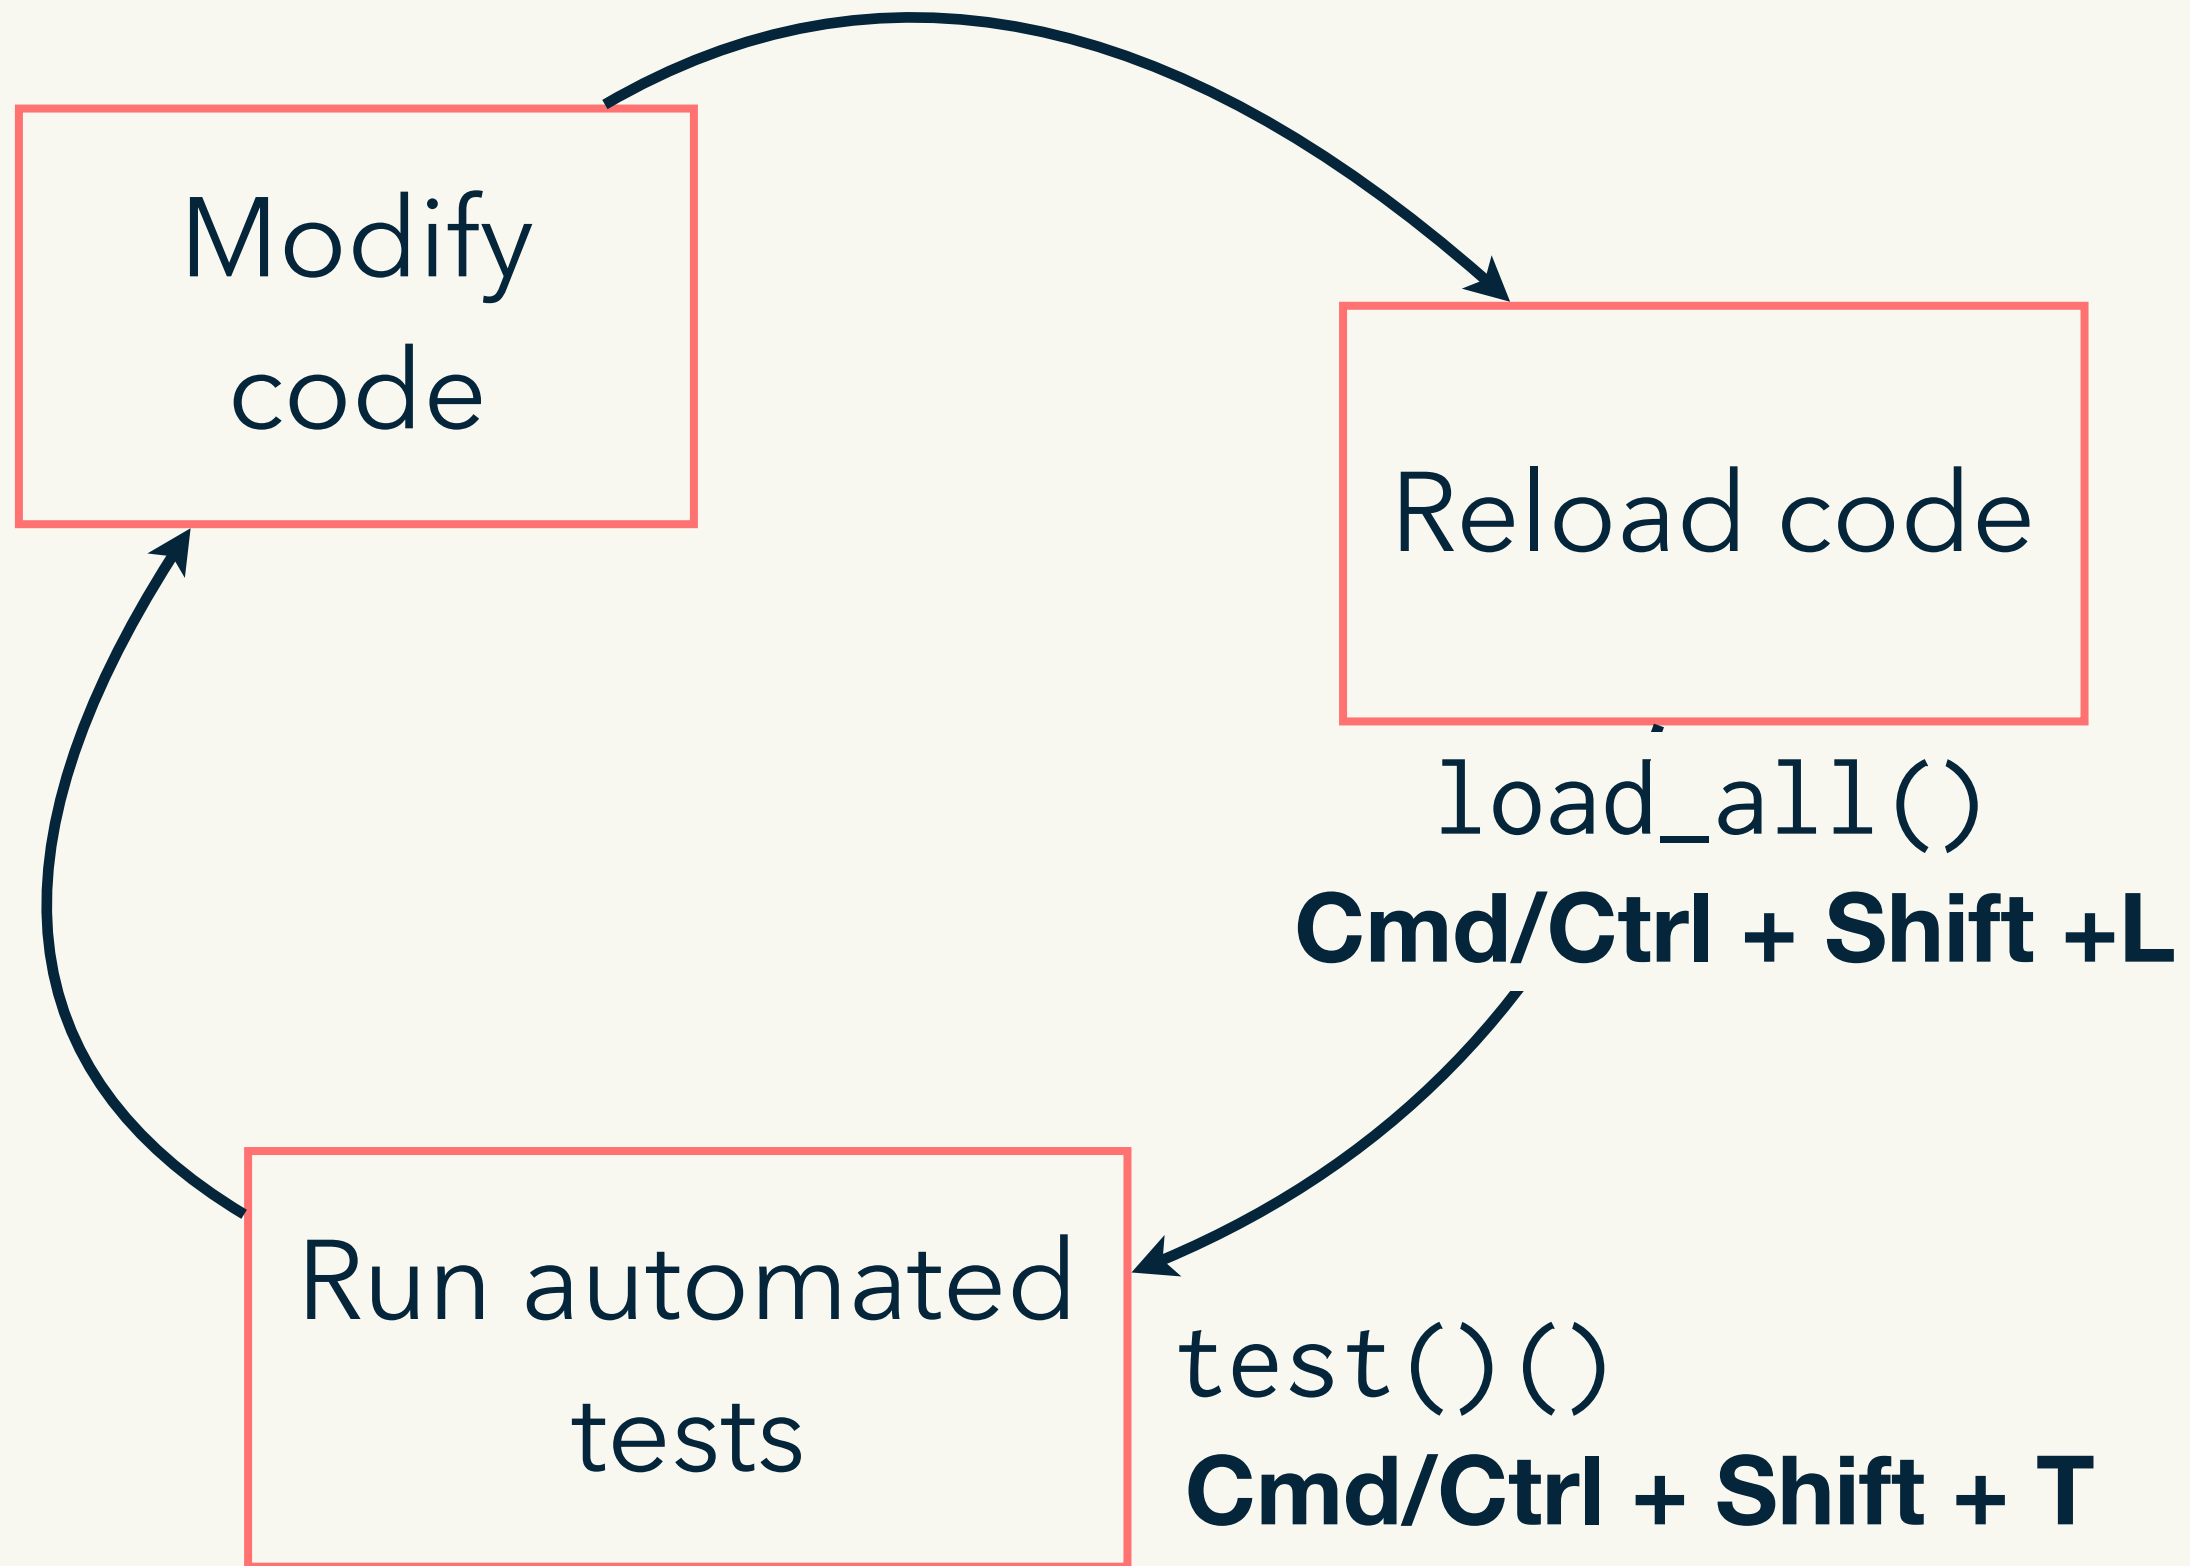 Modify
code
Reload code
load_all()
Cmd/Ctrl + Shift +L
Run automated
tests
test()()
Cmd/Ctrl + Shift + T